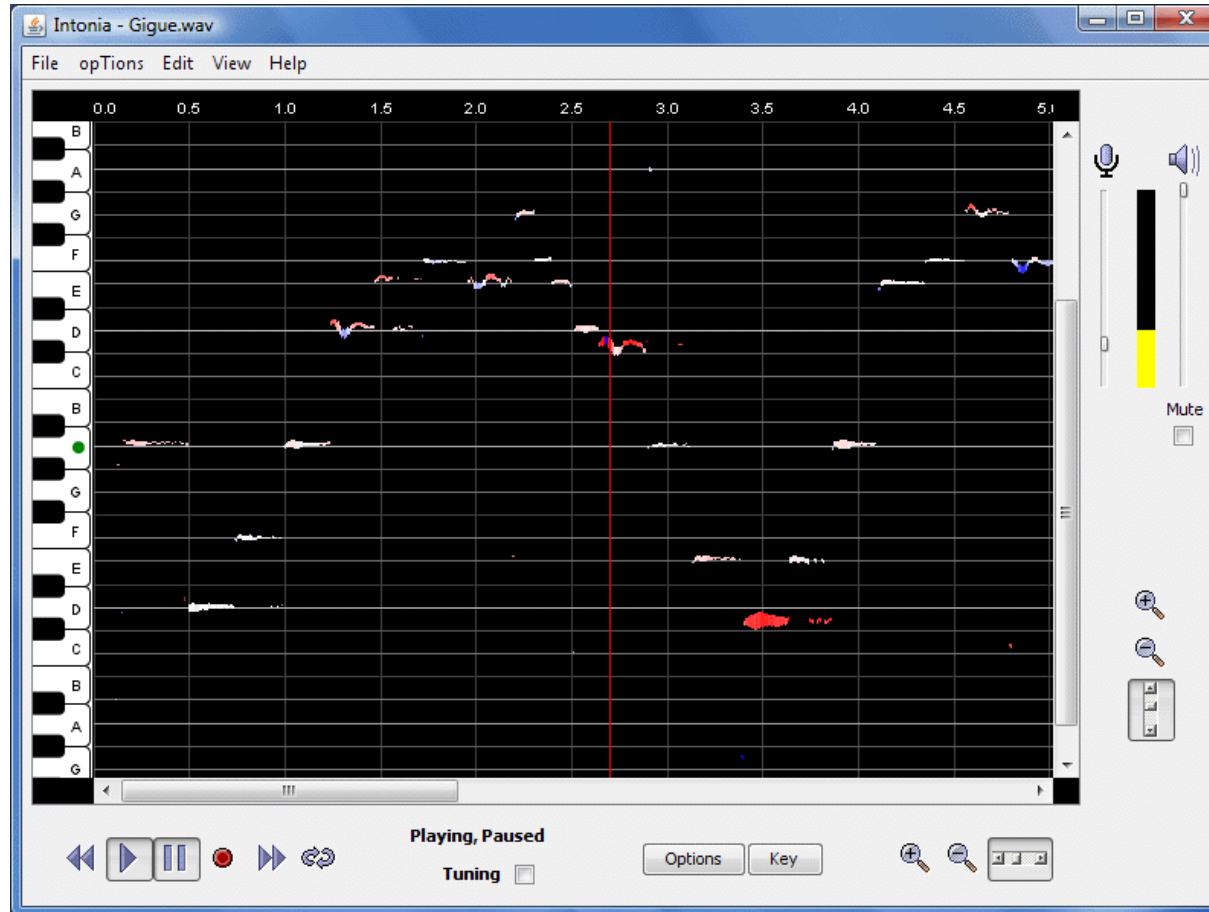 Intonia - Gigue.wav
File opTions Edit View Help
0.0 0.5 1.0 1.5 2.0 2.5 3.0 3.5 4.0 4.5 5.
B
A
G
F
E
D
C
B
G
F
E
D
C
B
A
G
Mute
Playing, Paused
Tuning
Options Key